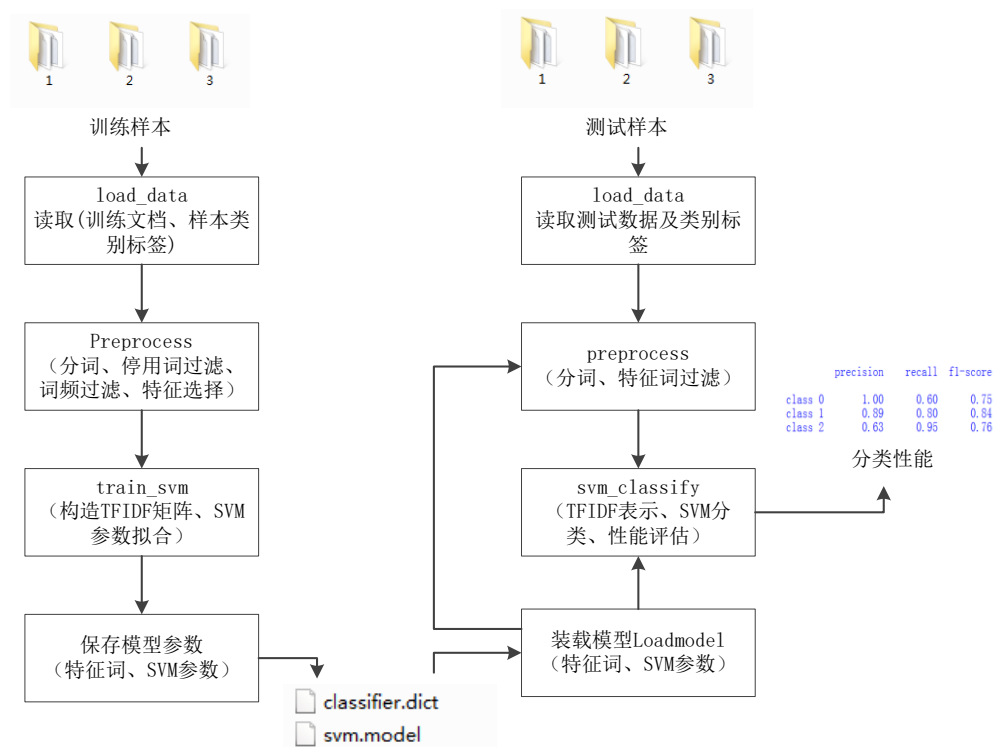 1 2 3
训练样本
load_data
读取(训练文档、样本类
别标签)
Preprocess
（分词、停用词过滤、
词频过滤、特征选择）
train_svm
（构造TFIDF矩阵、SVM
参数拟合）
保存模型参数
（特征词、SVM参数）
classifier.dict
svm.model
1 2 3
测试样本
load_data
读取测试数据及类别标
签
preprocess
（分词、特征词过滤）
svm_classify
（TFIDF表示、SVM分
类、性能评估）
装载模型Loadmodel
（特征词、SVM参数）
precision recall f1-score
class 0 1.00 0.60 0.75
class 1 0.89 0.80 0.84
class 2 0.63 0.95 0.76
分类性能